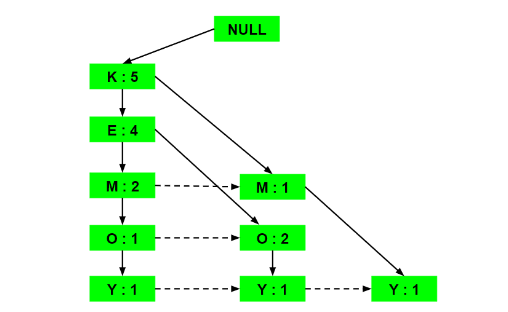 NULL
K : 5
E : 4
M : 2
M : 1
O : 1
O : 2
Y : 1
Y : 1
Y : 1